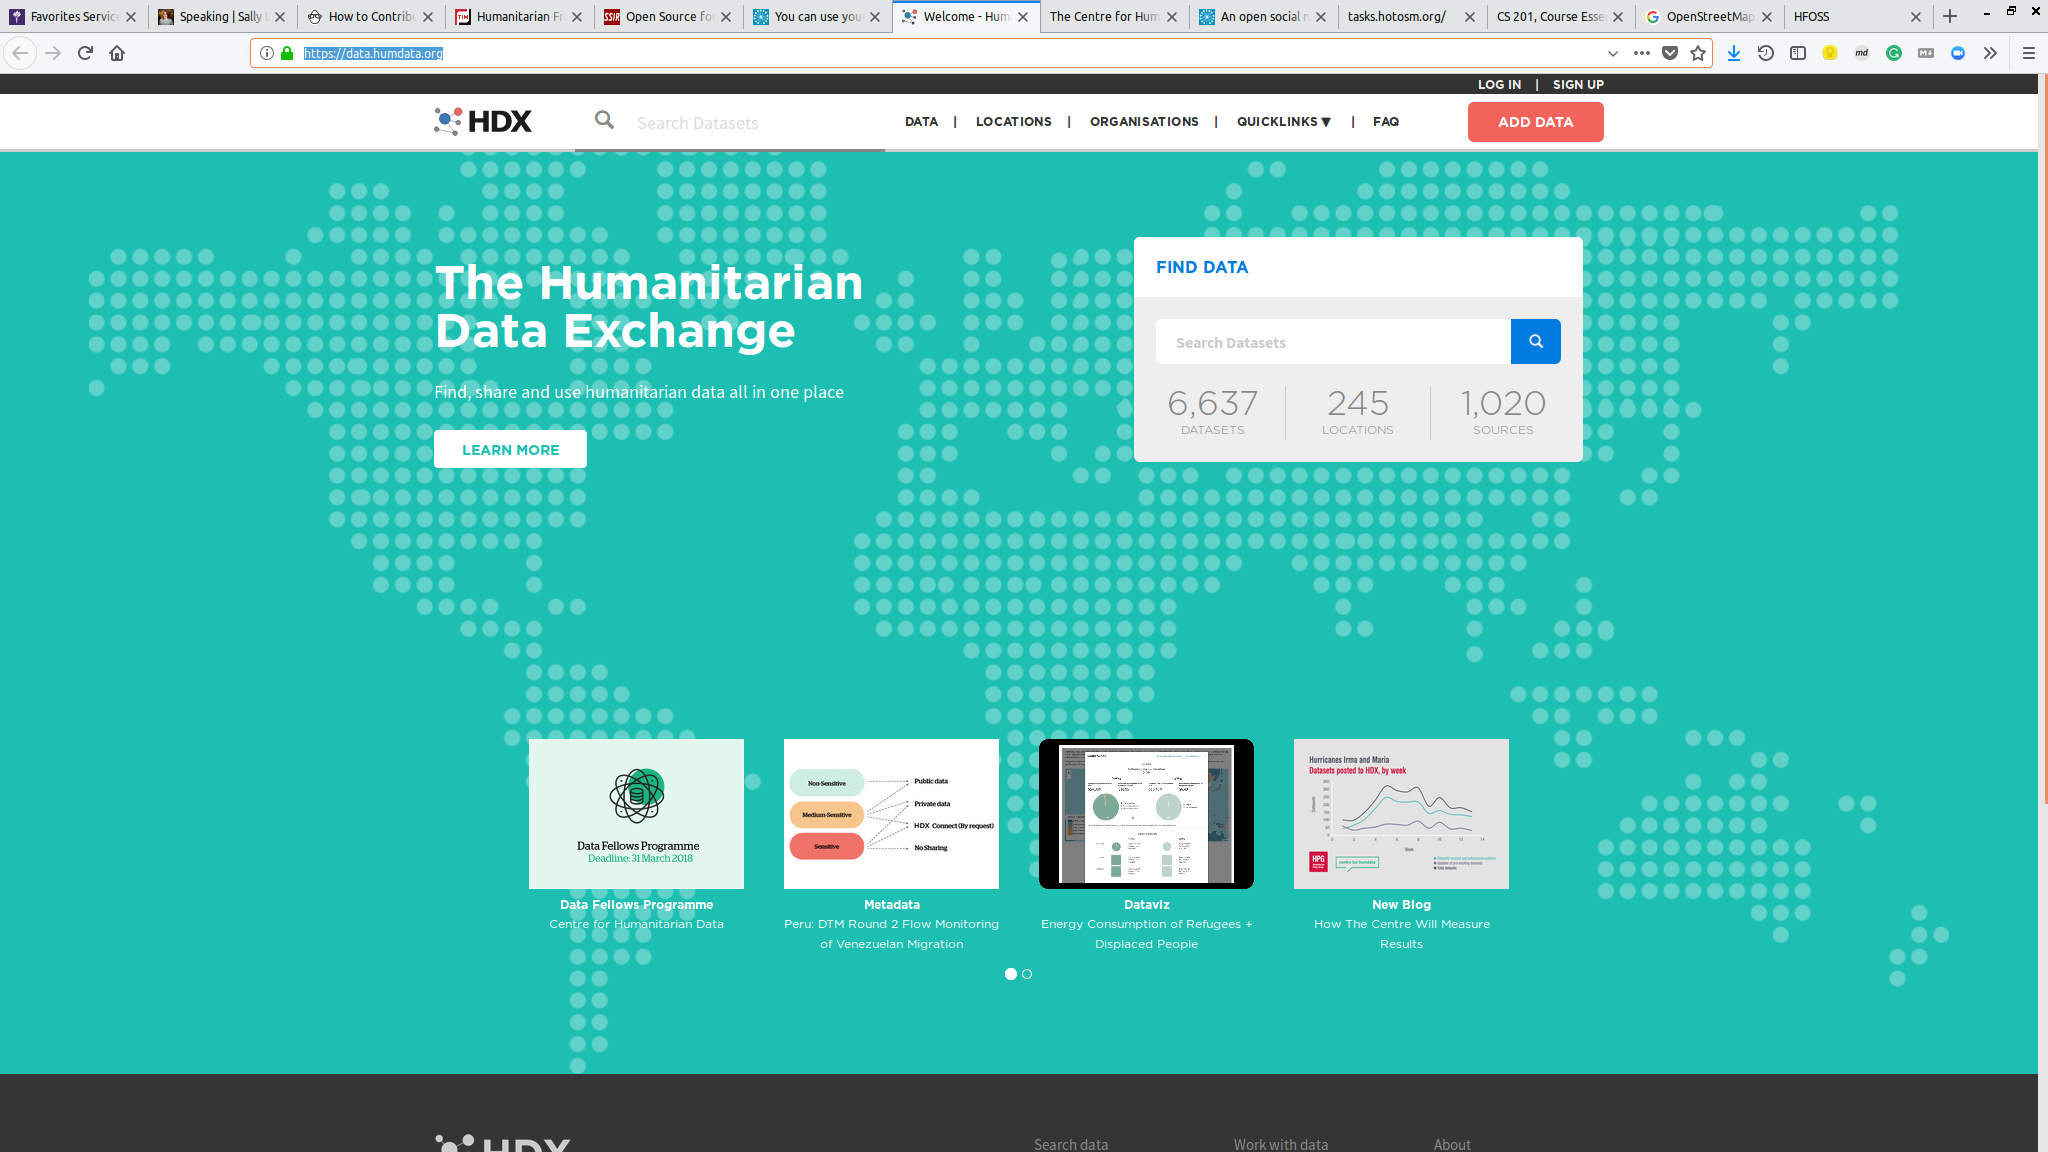 Favorites Servic
Speaking | Sally
How to Contribu
Humanitarian Fr
Open Source fo
You can use you
Welcome - Hum
The Centre for Hum
An open social n
tasks.hotosm.org/
CS 201, Course Esse
OpenStreetMap
HFOSS
https://data.humdata.org
LOG IN | SIGN UP
HDX
Search Datasets
DATA | LOCATIONS | ORGANISATIONS | QUICKLINKS ▼ | FAQ
ADD DATA
The Humanitarian
Data Exchange
Find, share and use humanitarian data all in one place
LEARN MORE
FIND DATA
Search Datasets
6,637
DATASETS
245
LOCATIONS
1,020
SOURCES
Data Fellows Programme
Deadline: 31 March 2018
Data Fellows Programme
Centre for Humanitarian Data
Non-Sensitive
Medium-Sensitive
Sensitive
Public data
Private data
HDX Connect (By request)
No Sharing
Metadata
Peru: DTM Round 2 Flow Monitoring
of Venezuelan Migration
Dataviz
Energy Consumption of Refugees +
Displaced People
Hurricanes Irma and Maria
Datasets posted to HDX, by week
Week
HPG
centre for humdata
New Blog
How The Centre Will Measure
Results
HDX
Search data
Work with data
About